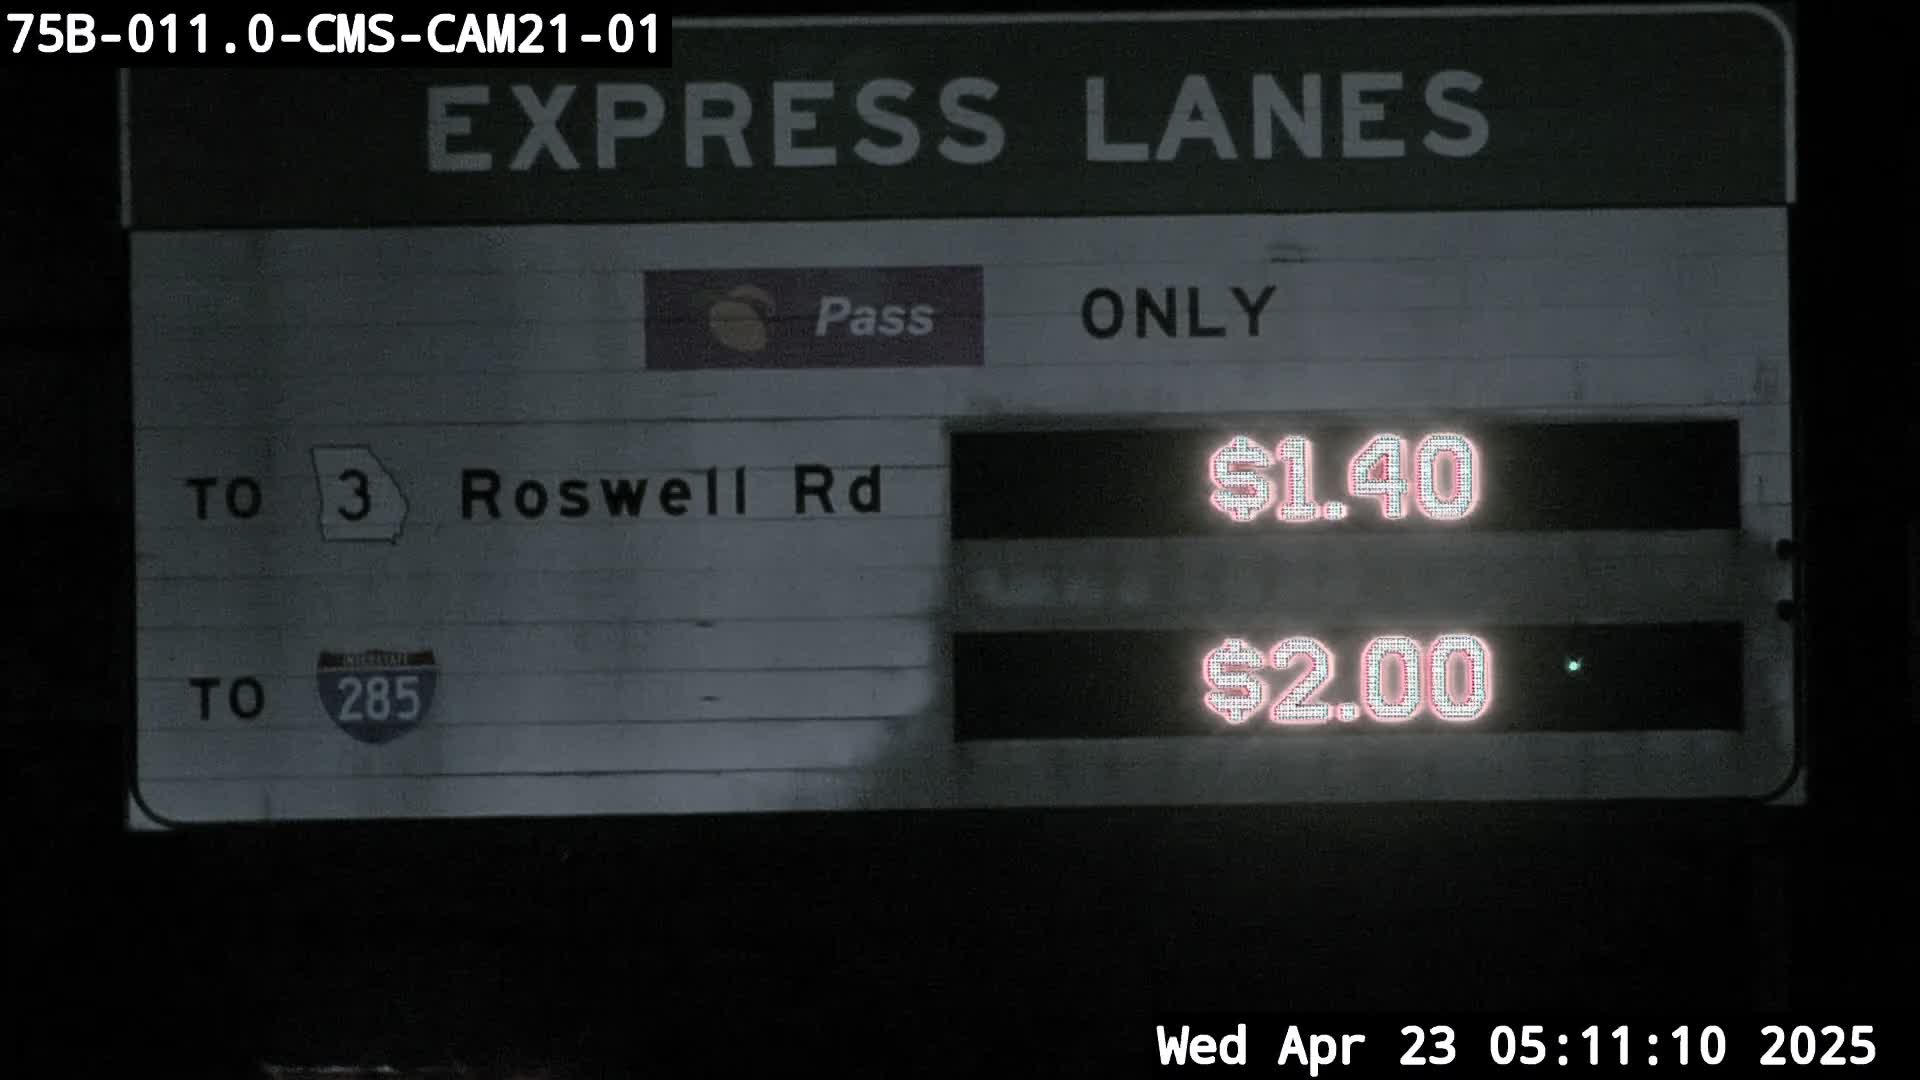 75B-011.0-CMS-CAM21-01
EXPRESS LANES
Pass ONLY
TO 3 Roswell Rd $1.40
INTERSTATE
TO 285 $2.00
Wed Apr 23 05:11:10 2025